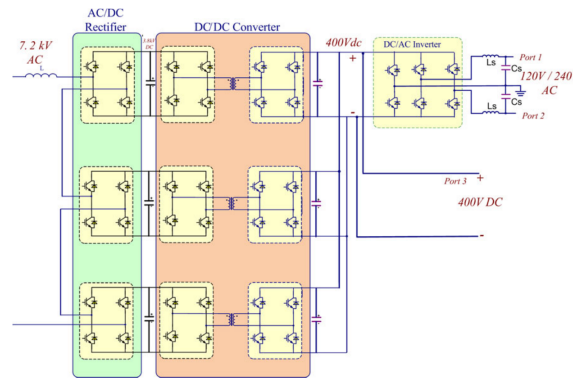 AC/DC
Rectifier
DC/DC Converter
7.2 kV
AC
L
DC
400Vdc
+
-
DC/AC Inverter
Ls
Cs
Port 1
120V / 240
AC
Cs
Ls
Port 2
Port 3
+
400V DC
-